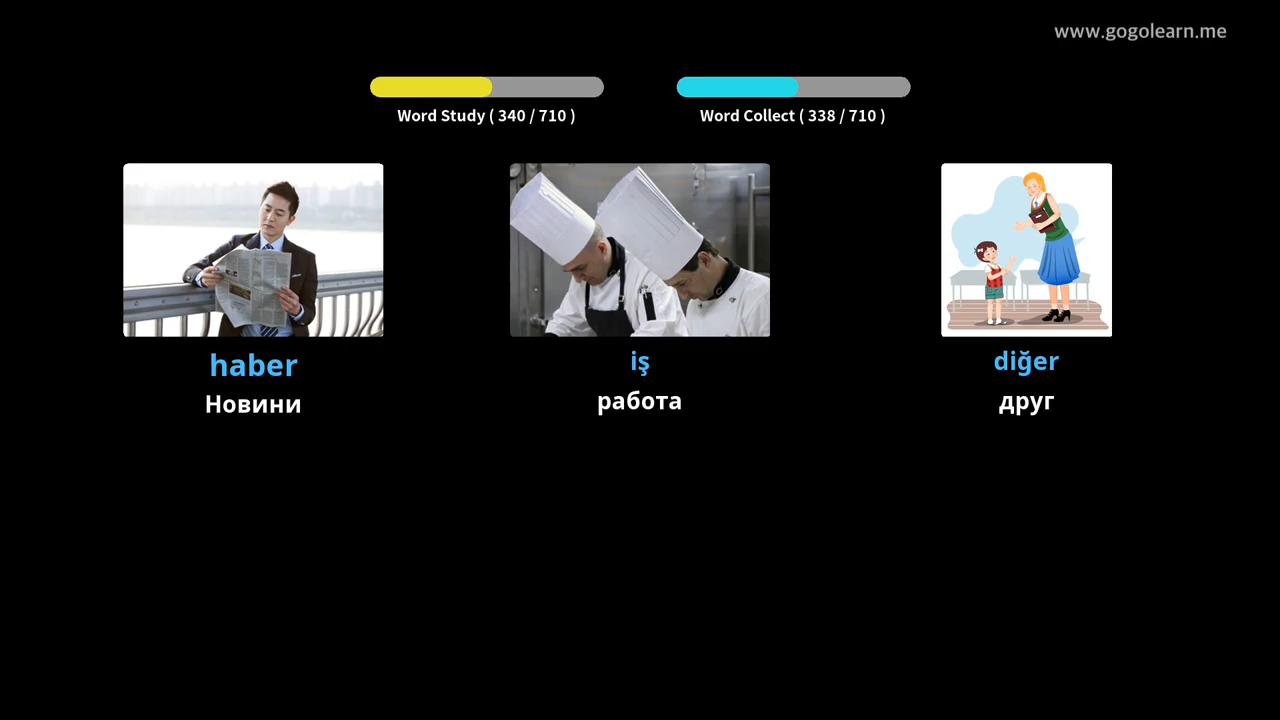 www.gogolearn.me
Word Study ( 340 / 710 )
Word Collect ( 338 / 710 )
haber
Новини
iş
работа
diğer
друг